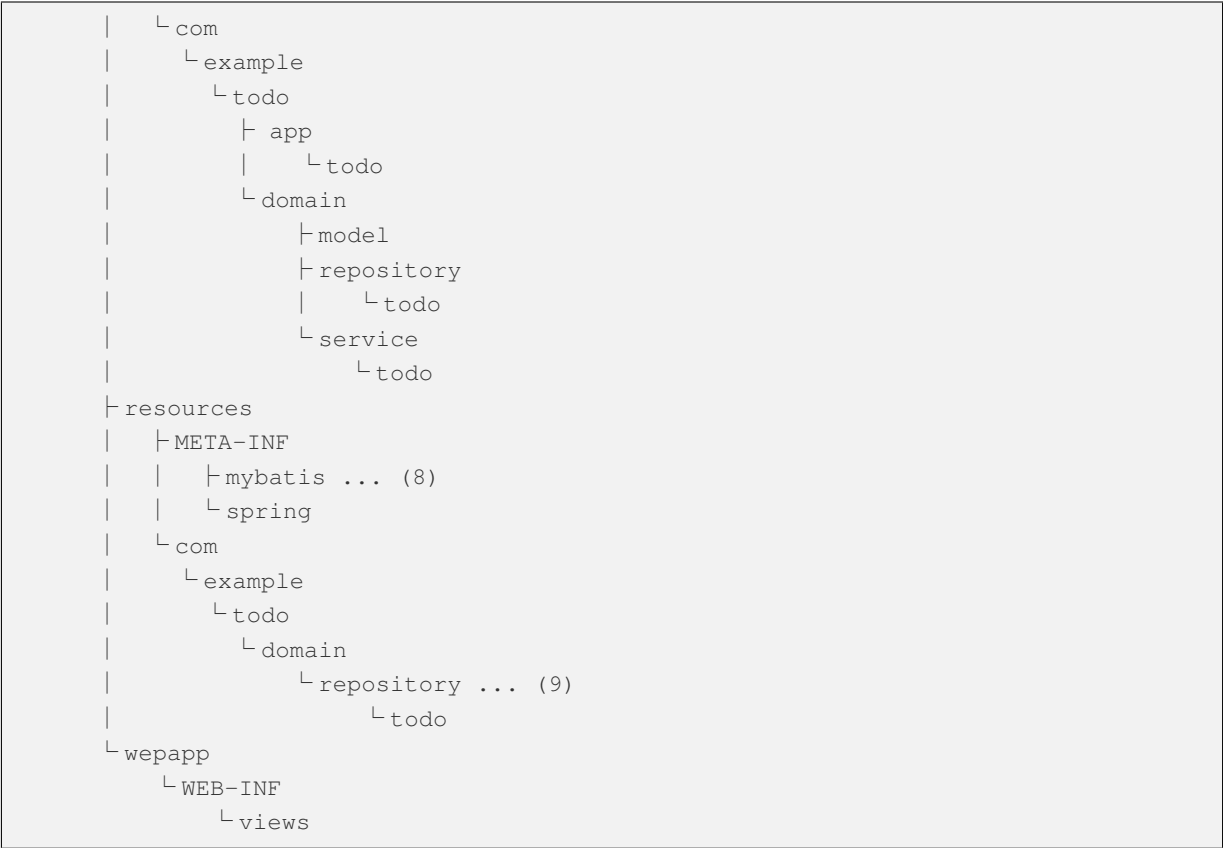 │   └ com
│     └ example
│       └ todo
│         ├ app
│         │   └ todo
│         └ domain
│             ├ model
│             ├ repository
│             │   └ todo
│             └ service
│                 └ todo
├ resources
│   ├ META-INF
│   │   ├ mybatis ... (8)
│   │   └ spring
│   └ com
│     └ example
│       └ todo
│         └ domain
│             └ repository ... (9)
│                  └ todo
└ wepapp
    └ WEB-INF
        └ views